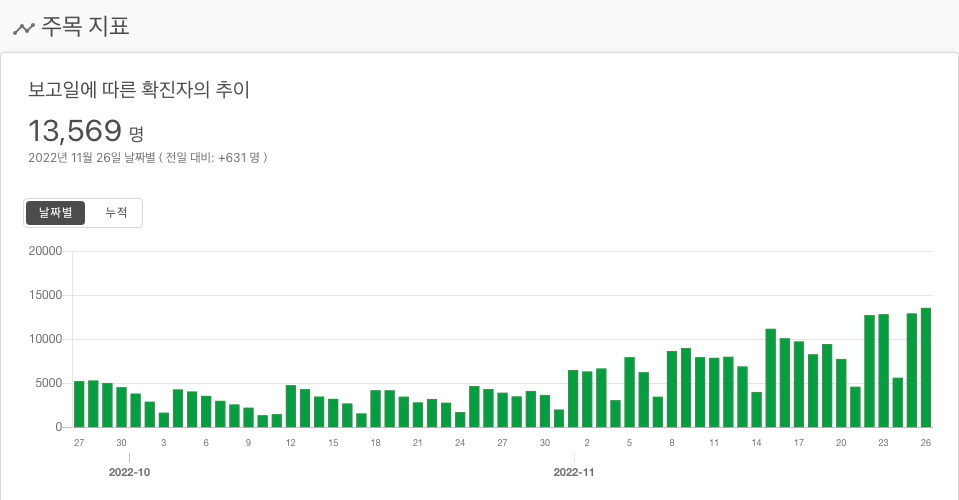 주목 지표
보고일에 따른 확진자의 추이
13,569 명
2022년 11월 26일 날짜별 ( 전일 대비: +631 명 )
날짜별 누적
20000
15000
10000
5000
0
27 30 3 6 9 12 15 18 21 24 27 30 2 5 8 11 14 17 20 23 26
2022-10 2022-11